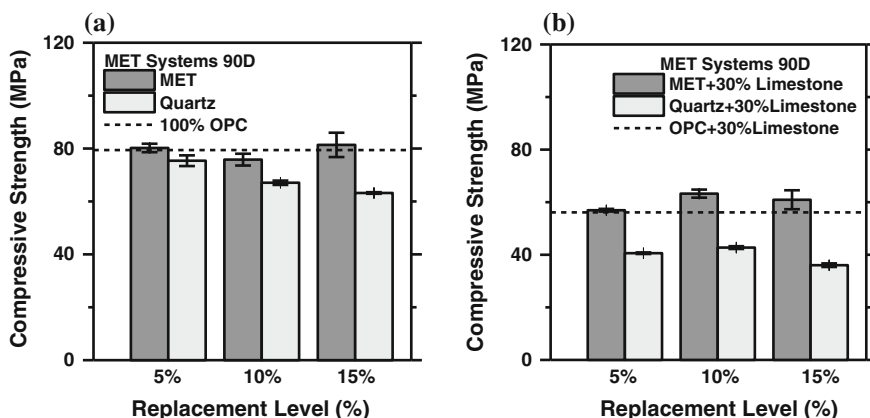 (a)
120
80
40
0
Compressive Strength (MPa)
MET Systems 90D
MET
Quartz
100% OPC
5% 10% 15%
Replacement Level (%)
(b)
120
80
40
0
Compressive Strength (MPa)
MET Systems 90D
MET+30% Limestone
Quartz+30%Limestone
OPC+30%Limestone
5% 10% 15%
Replacement Level (%)